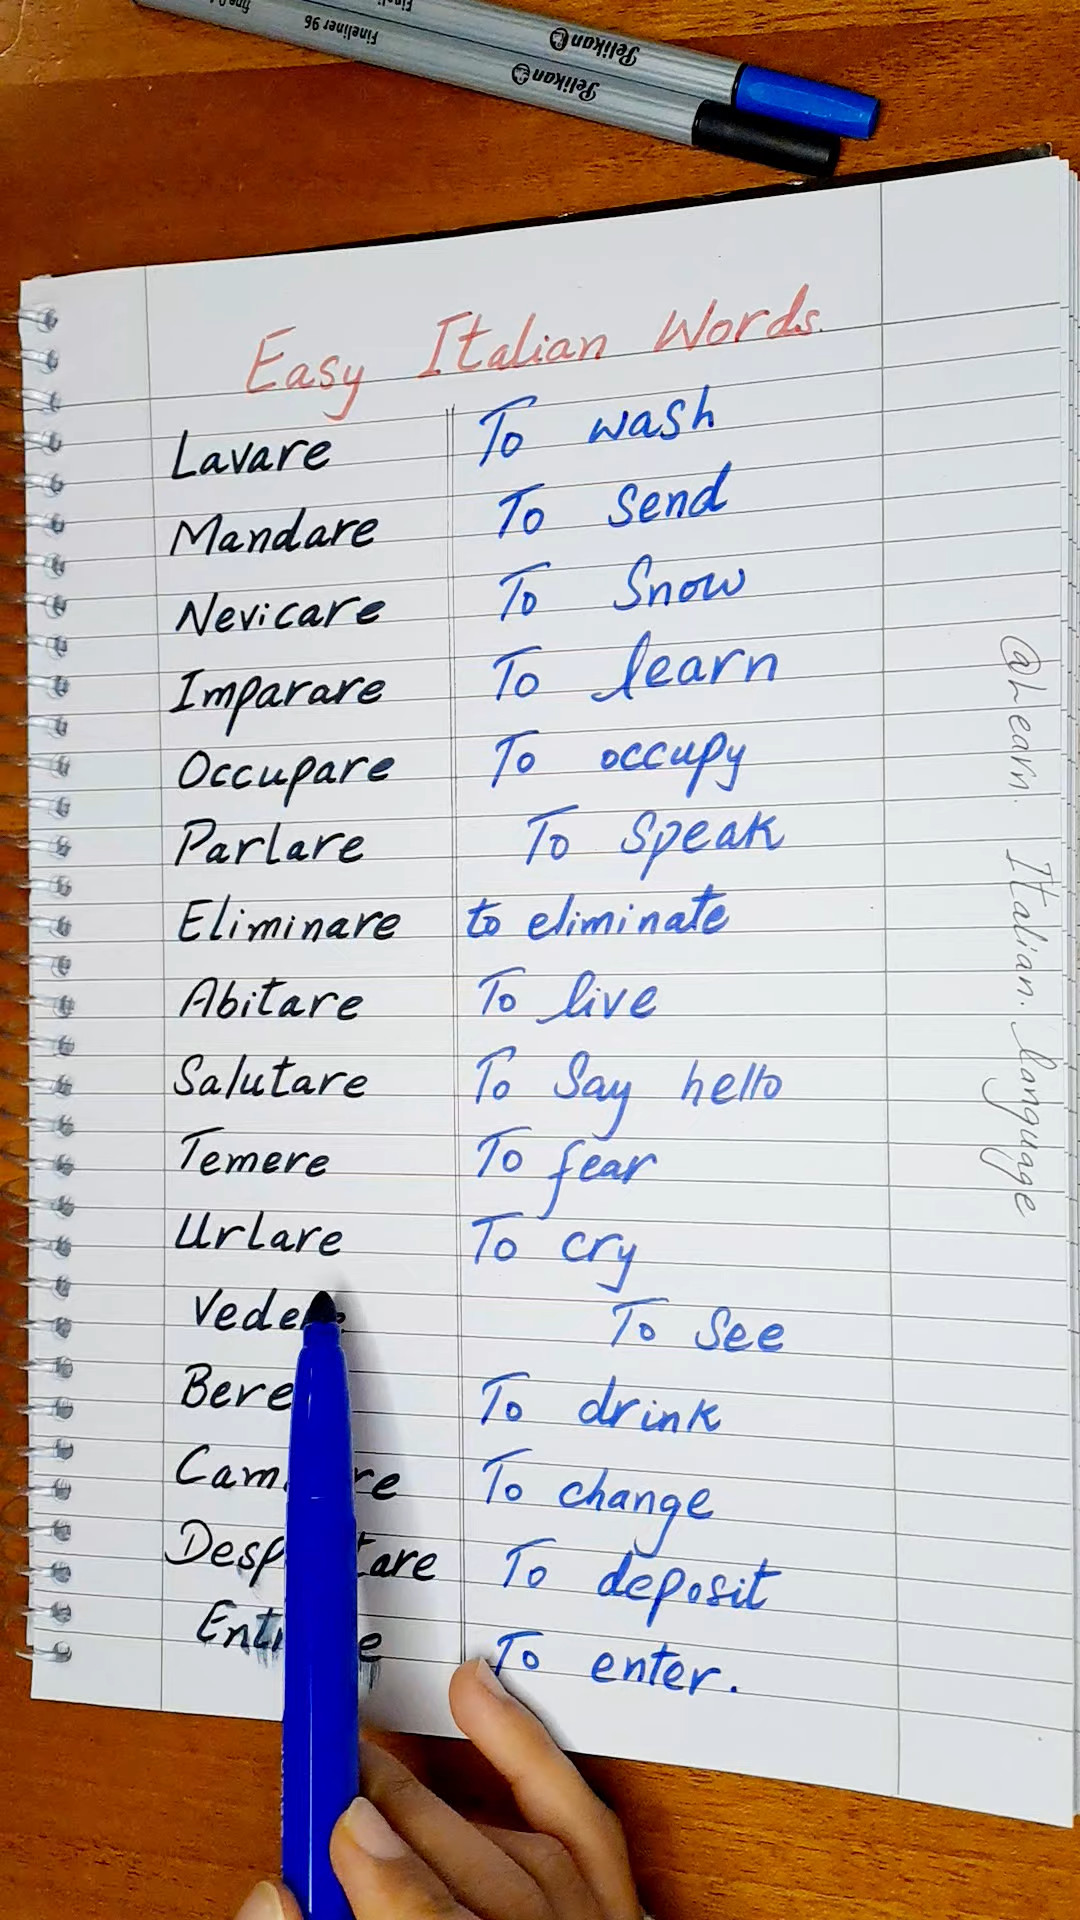 Pelikan
Fineliner 96
Pelikan
Easy Italian Words.
Lavare To wash
Mandare To Send
Nevicare To Snow
Imparare To learn
Occupare To occupy
Parlare To Speak
Eliminare to eliminate
Abitare To live
Salutare To Say hello
Temere To fear
Urlare To cry
To See
Bere To drink
To change
To deposit
To enter.
@Learn. Italian. language